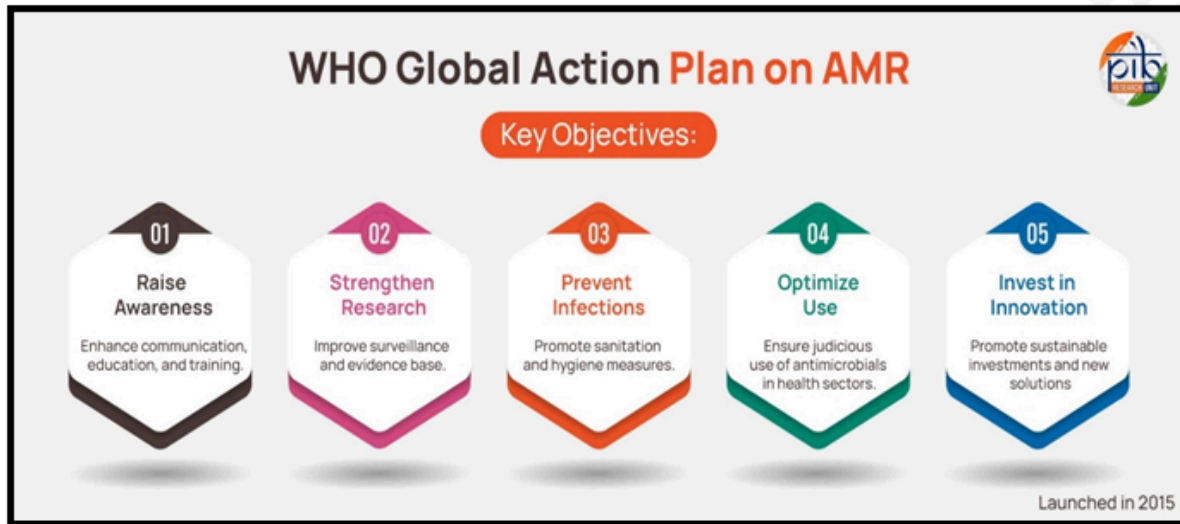 WHO Global Action Plan on AMR
pib
RESEARCH UNIT
Key Objectives:
01
Raise
Awareness
Enhance communication,
education, and training.
02
Strengthen
Research
Improve surveillance
and evidence base.
03
Prevent
Infections
Promote sanitation
and hygiene measures.
04
Optimize
Use
Ensure judicious
use of antimicrobials
in health sectors.
05
Invest in
Innovation
Promote sustainable
investments and new
solutions
Launched in 2015